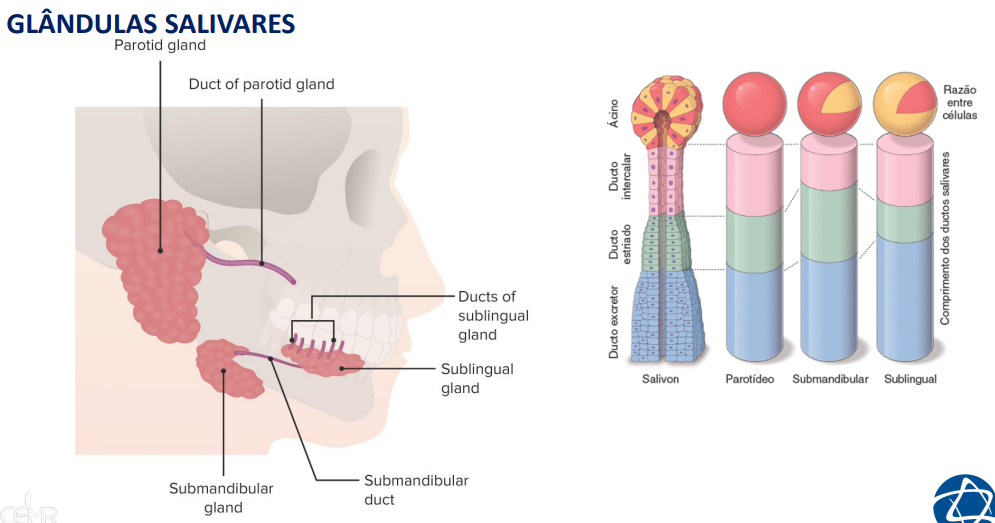 GLÂNDULAS SALIVARES
Parotid gland
Duct of parotid gland
Ducts of
sublingual
gland
Sublingual
gland
Submandibular
duct
Submandibular
gland
Ácino
Ducto
intercalar
Ducto
estriado
Ducto excretor
Razão
entre
células
Comprimento dos ductos salivares
Salivon
Parotídeo
Submandibular
Sublingual
CEMR